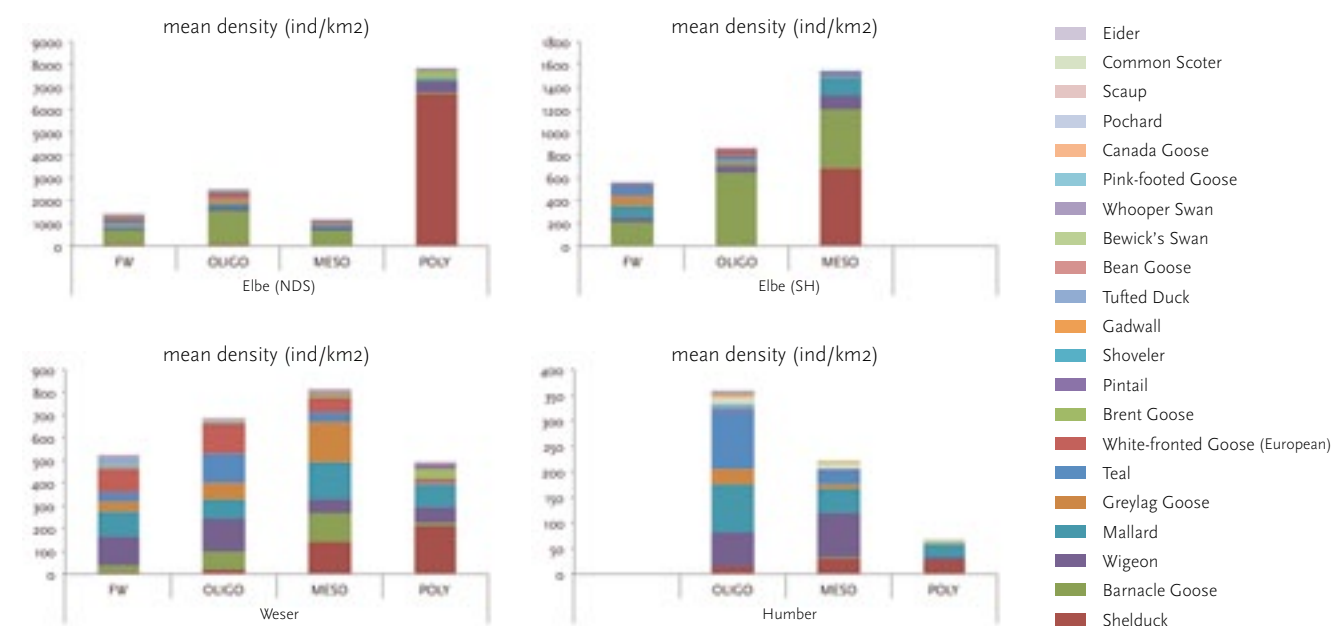 mean density (ind/km2)
9000
8000
7000
6000
5000
4000
3000
2000
1000
0
FW OLIGO MESO POLY
Elbe (NDS)
mean density (ind/km2)
1800
1600
1400
1200
1000
800
600
400
200
0
FW OLIGO MESO
Elbe (SH)
mean density (ind/km2)
900
800
700
600
500
400
300
200
100
0
FW OLIGO MESO POLY
Weser
mean density (ind/km2)
400
350
300
250
200
150
100
50
0
OLIGO MESO POLY
Humber
Eider
Common Scoter
Scaup
Pochard
Canada Goose
Pink-footed Goose
Whooper Swan
Bewick's Swan
Bean Goose
Tufted Duck
Gadwall
Shoveler
Pintail
Brent Goose
White-fronted Goose (European)
Teal
Greylag Goose
Mallard
Wigeon
Barnacle Goose
Shelduck